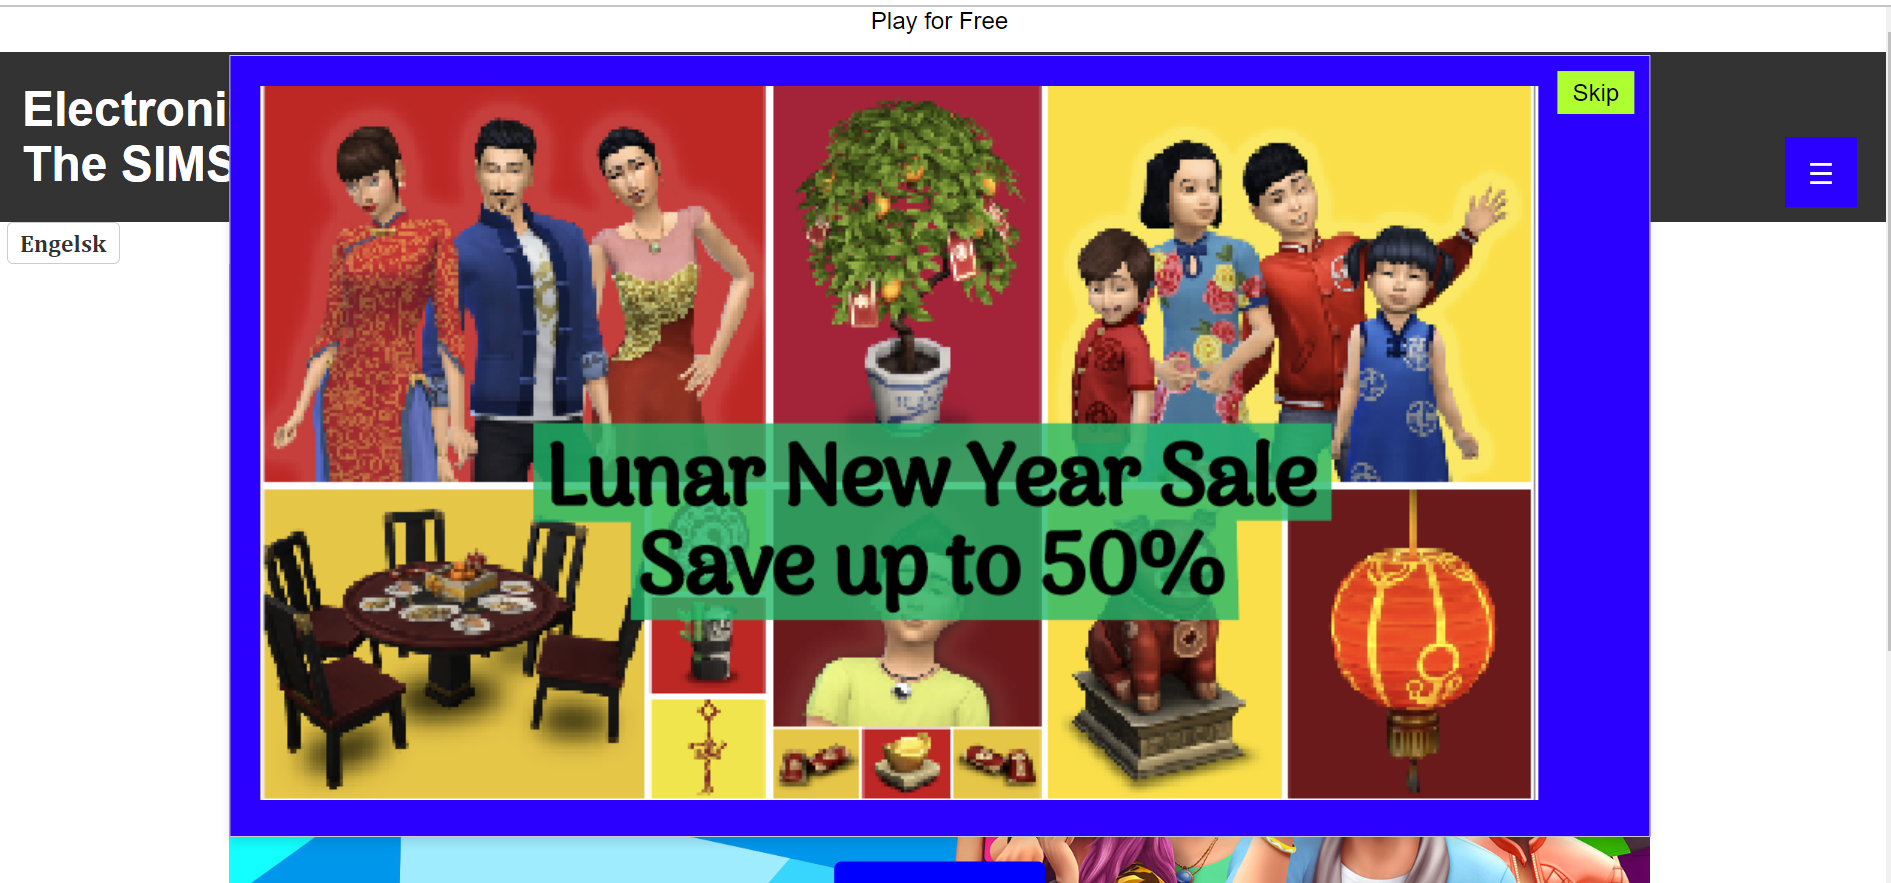 Play for Free
Skip
Electroni
The SIMS
☰
Engelsk
Lunar New Year Sale
Save up to 50%